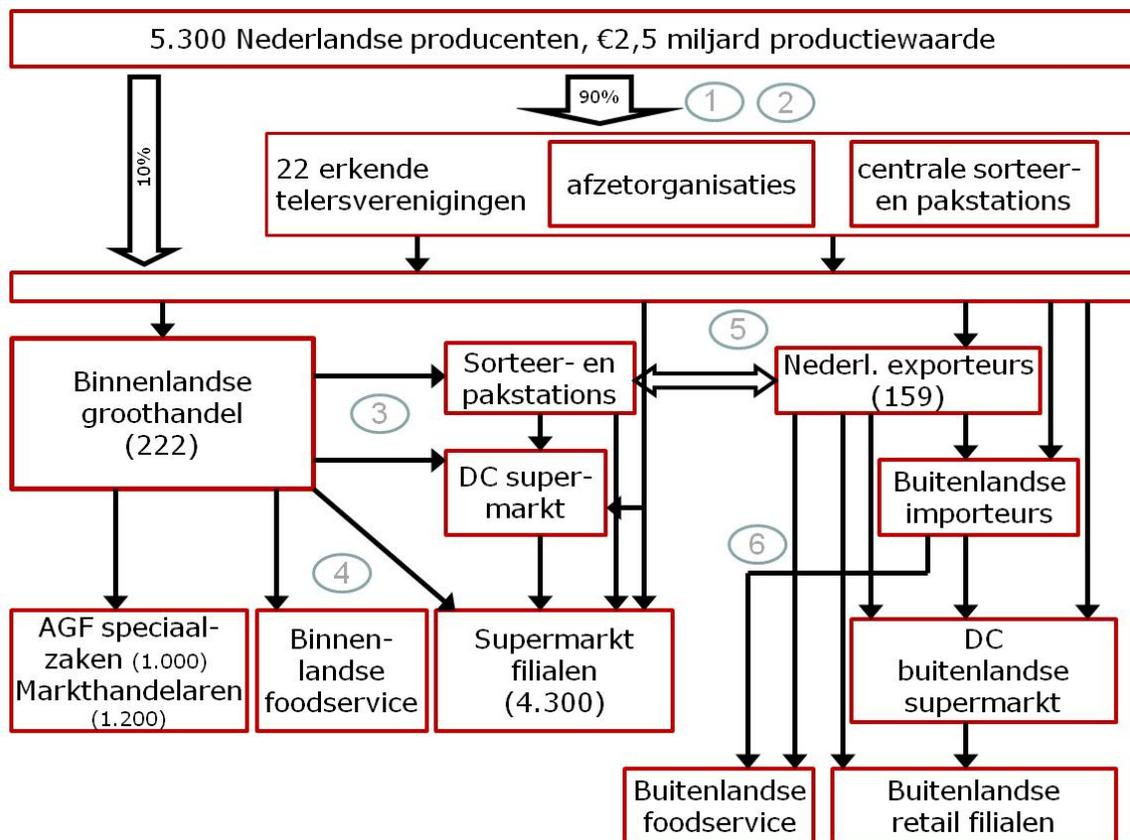 5.300 Nederlandse producenten, €2,5 miljard productiewaarde
10%
90%
1
2
22 erkende
telersverenigingen
afzetorganisaties
centrale sorteer-
en pakstations
Binnenlandse
groothandel
(222)
3
Sorteer- en
pakstations
5
Nederl. exporteurs
(159)
DC super-
markt
Buitenlandse
importeurs
4
6
AGF speciaal-
zaken (1.000)
Markthandelaren
(1.200)
Binnen-
landse
foodservice
Supermarkt
filialen
(4.300)
DC
buitenlandse
supermarkt
Buitenlandse
foodservice
Buitenlandse
retail filialen